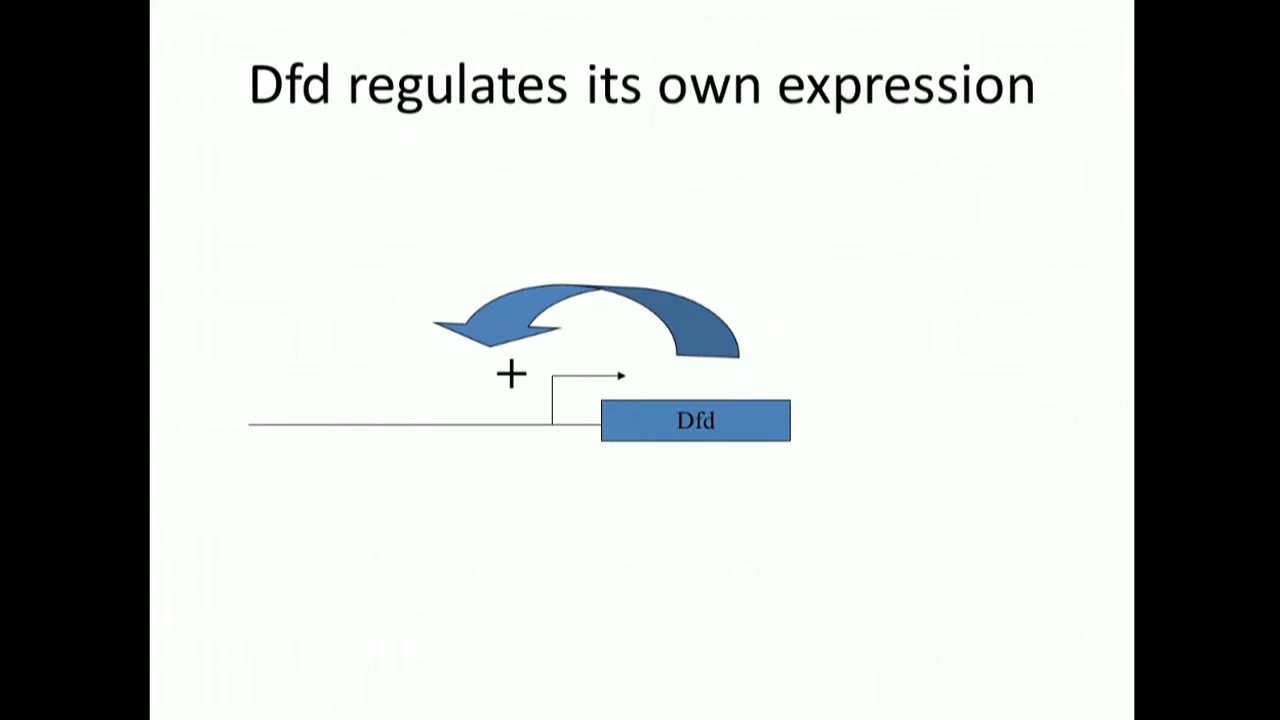 Dfd regulates its own expression
+
Dfd